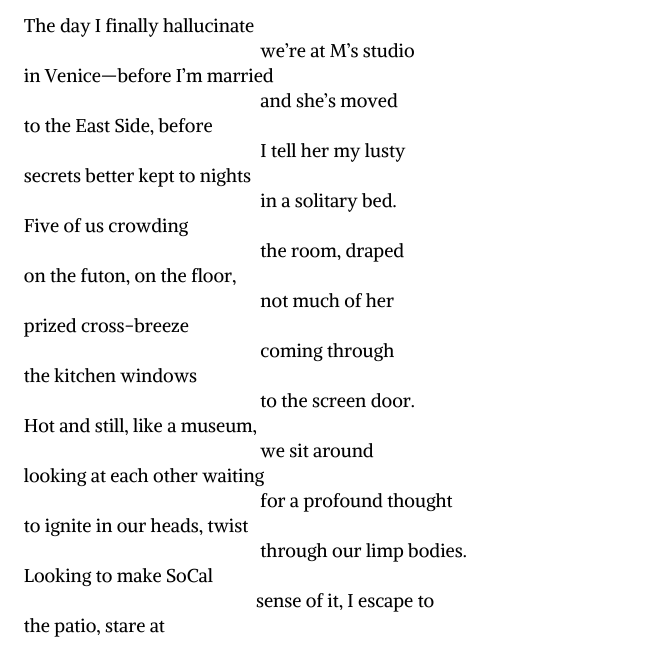 The day I finally hallucinate
we’re at M’s studio
in Venice—before I’m married
and she’s moved
to the East Side, before
I tell her my lusty
secrets better kept to nights
in a solitary bed.
Five of us crowding
the room, draped
on the futon, on the floor,
not much of her
prized cross-breeze
coming through
the kitchen windows
to the screen door.
Hot and still, like a museum,
we sit around
looking at each other waiting
for a profound thought
to ignite in our heads, twist
through our limp bodies.
Looking to make SoCal
sense of it, I escape to
the patio, stare at